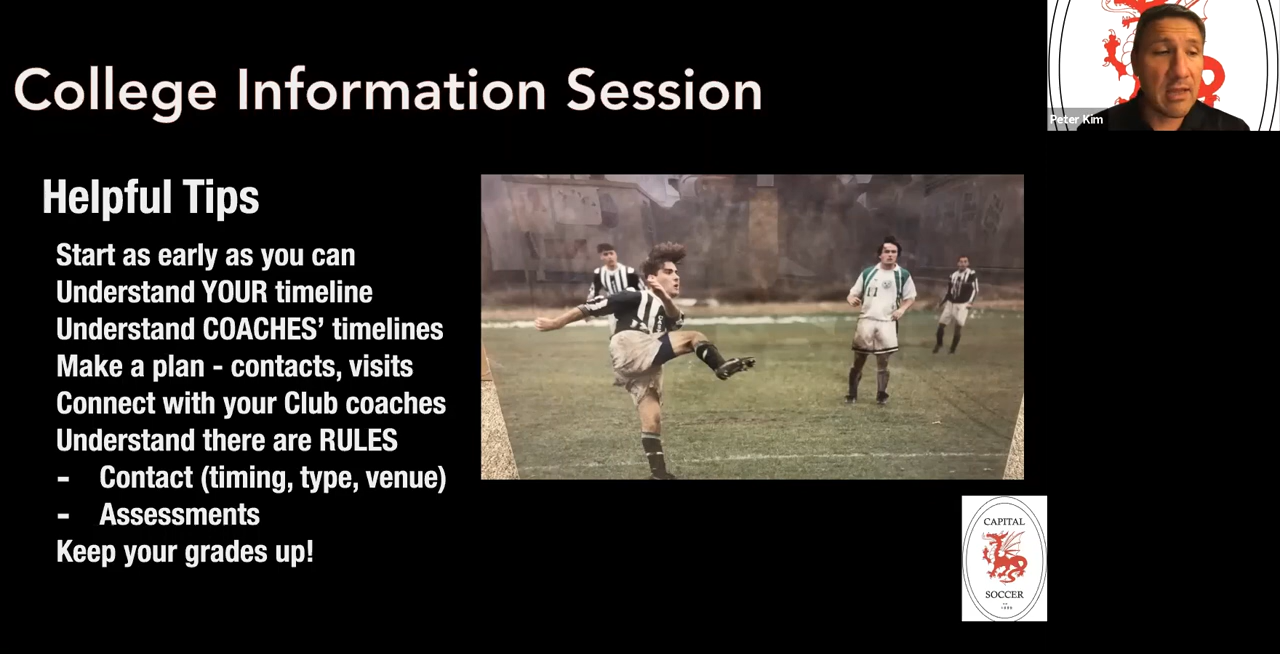 College Information Session
Peter Kim
Helpful Tips
Start as early as you can
Understand YOUR timeline
Understand COACHES’ timelines
Make a plan - contacts, visits
Connect with your Club coaches
Understand there are RULES
- Contact (timing, type, venue)
- Assessments
Keep your grades up!
CAPITAL
SOCCER